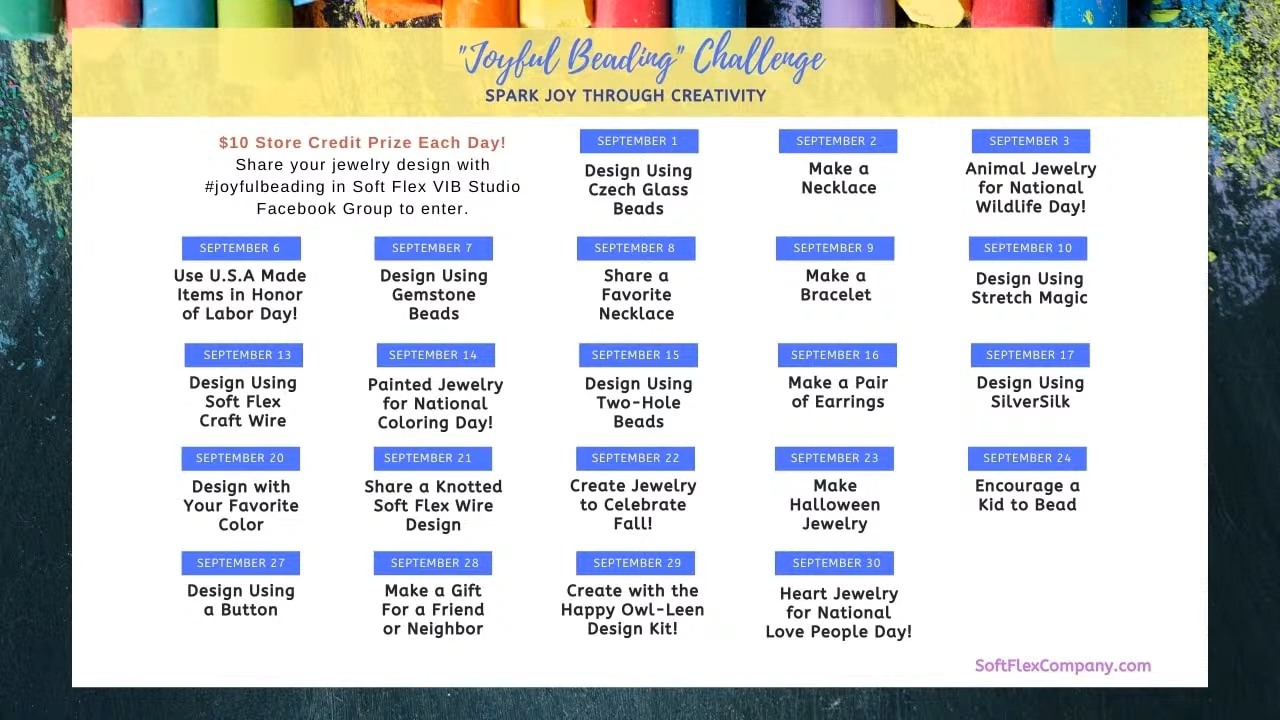 "Joyful Beading" Challenge
SPARK JOY THROUGH CREATIVITY
$10 Store Credit Prize Each Day!
Share your jewelry design with
#joyfulbeading in Soft Flex VIB Studio
Facebook Group to enter.
SEPTEMBER 1
Design Using
Czech Glass
Beads
SEPTEMBER 2
Make a
Necklace
SEPTEMBER 3
Animal Jewelry
for National
Wildlife Day!
SEPTEMBER 6
Use U.S.A Made
Items in Honor
of Labor Day!
SEPTEMBER 7
Design Using
Gemstone
Beads
SEPTEMBER 8
Share a
Favorite
Necklace
SEPTEMBER 9
Make a
Bracelet
SEPTEMBER 10
Design Using
Stretch Magic
SEPTEMBER 13
Design Using
Soft Flex
Craft Wire
SEPTEMBER 14
Painted Jewelry
for National
Coloring Day!
SEPTEMBER 15
Design Using
Two-Hole
Beads
SEPTEMBER 16
Make a Pair
of Earrings
SEPTEMBER 17
Design Using
SilverSilk
SEPTEMBER 20
Design with
Your Favorite
Color
SEPTEMBER 21
Share a Knotted
Soft Flex Wire
Design
SEPTEMBER 22
Create Jewelry
to Celebrate
Fall!
SEPTEMBER 23
Make
Halloween
Jewelry
SEPTEMBER 24
Encourage a
Kid to Bead
SEPTEMBER 27
Design Using
a Button
SEPTEMBER 28
Make a Gift
For a Friend
or Neighbor
SEPTEMBER 29
Create with the
Happy Owl-Leen
Design Kit!
SEPTEMBER 30
Heart Jewelry
for National
Love People Day!
SoftFlexCompany.com